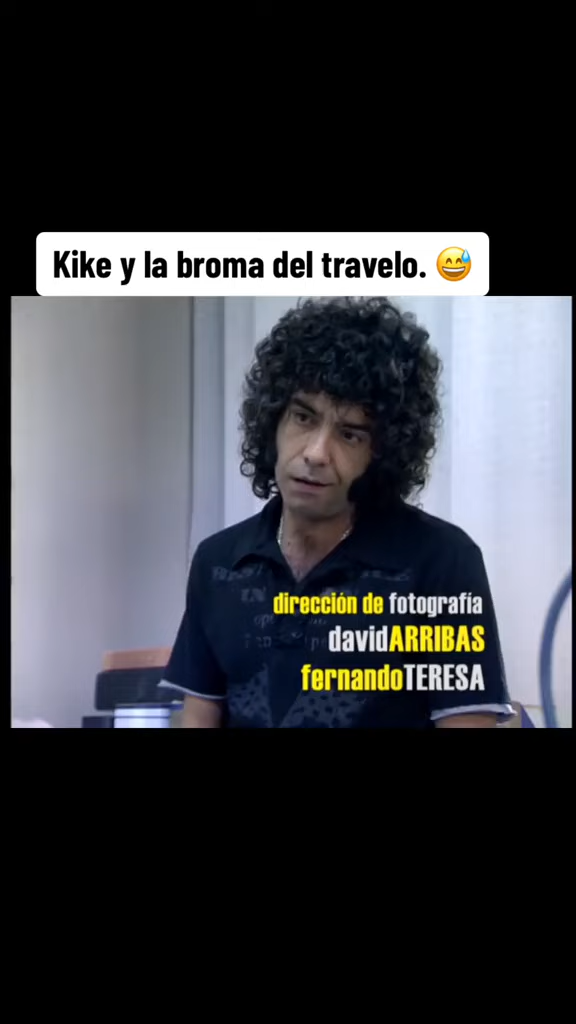 Kike y la broma del travelo. 😅
dirección de fotografía
davidARRIBAS
fernandoTERESA